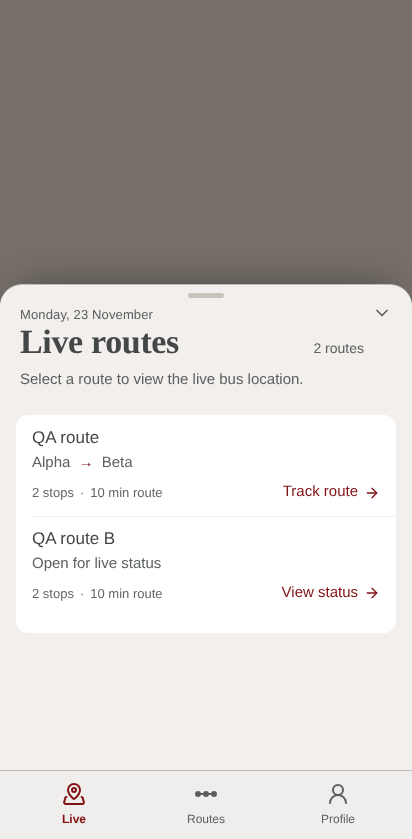 Monday, 23 November
Live routes
2 routes
Select a route to view the live bus location.
QA route
Alpha → Beta
2 stops · 10 min route
Track route →
QA route B
Open for live status
2 stops · 10 min route
View status →
Live
Routes
Profile